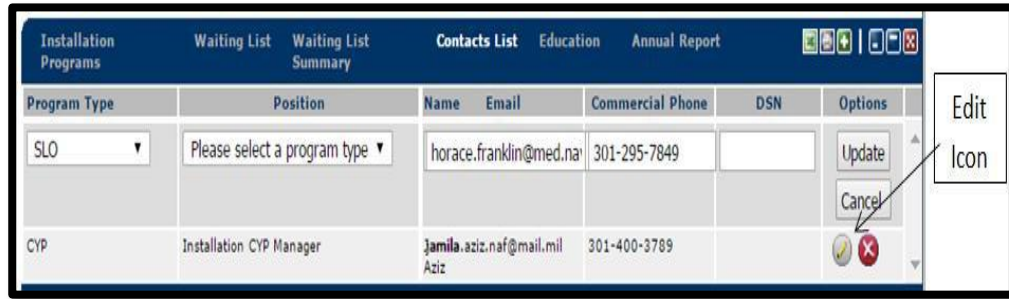 Installation Programs Waiting List Waiting List Summary Contacts List Education Annual Report
Program Type Position Name Email Commercial Phone DSN Options
SLO Please select a program type horace.franklin@med.na 301-295-7849 Update
Cancel
CYP Installation CYP Manager Jamila.aziz.naf@mail.mil 301-400-3789
Aziz
Edit
Icon